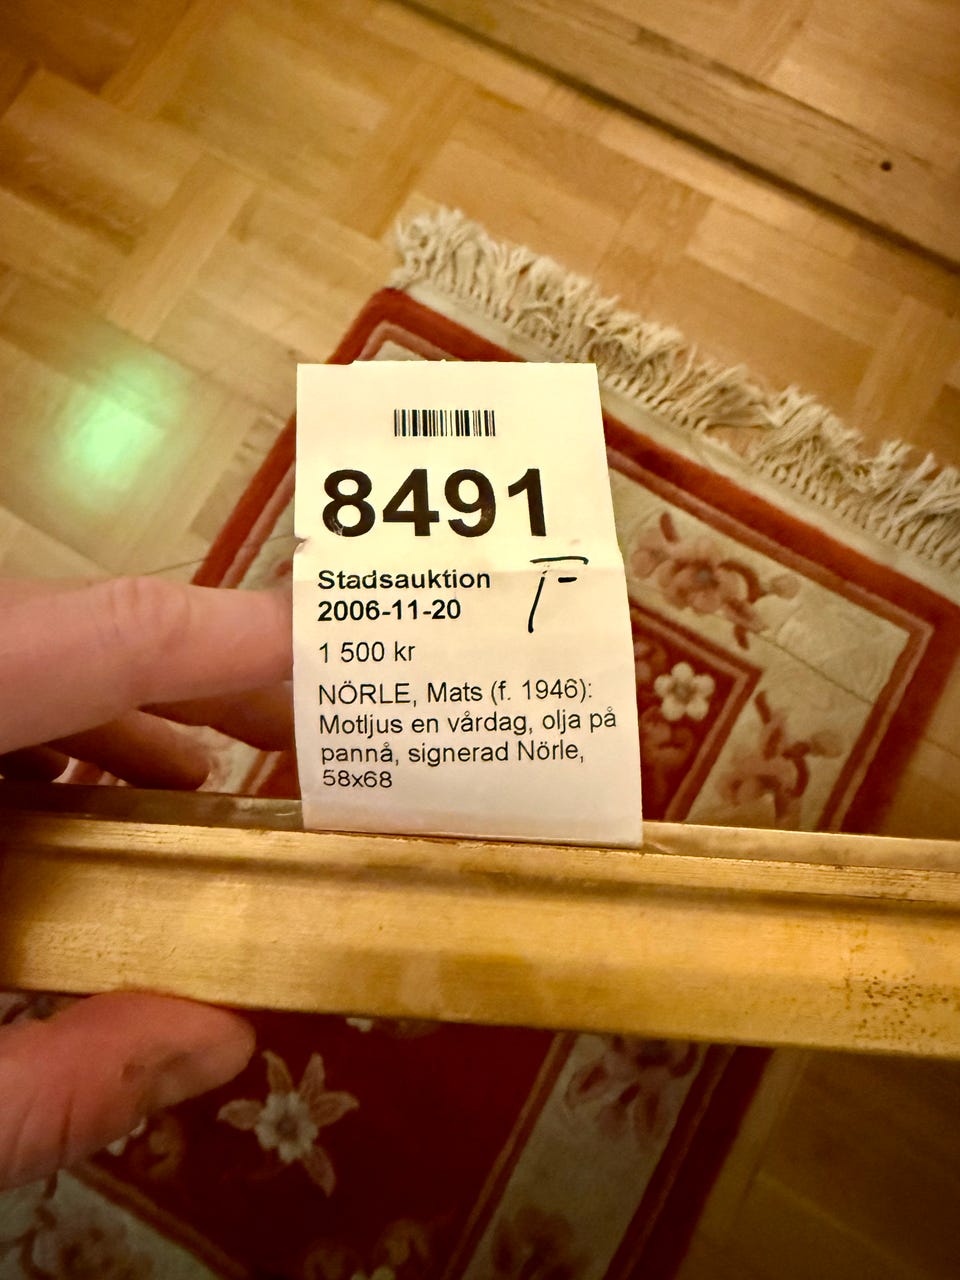 8491
Stadsauktion
2006-11-20
F
1 500 kr
NÖRLE, Mats (f. 1946):
Motljus en vårdag, olja på
pannå, signerad Nörle,
58x68